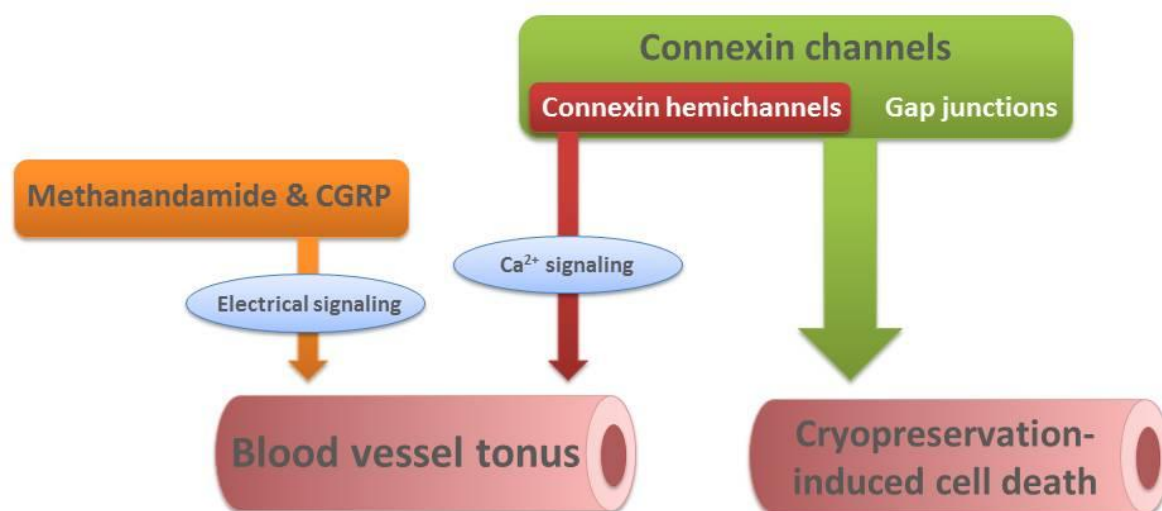 Connexin channels
Connexin hemichannels
Gap junctions
Methanandamide & CGRP
Ca²⁺ signaling
Electrical signaling
Blood vessel tonus
Cryopreservation-
induced cell death